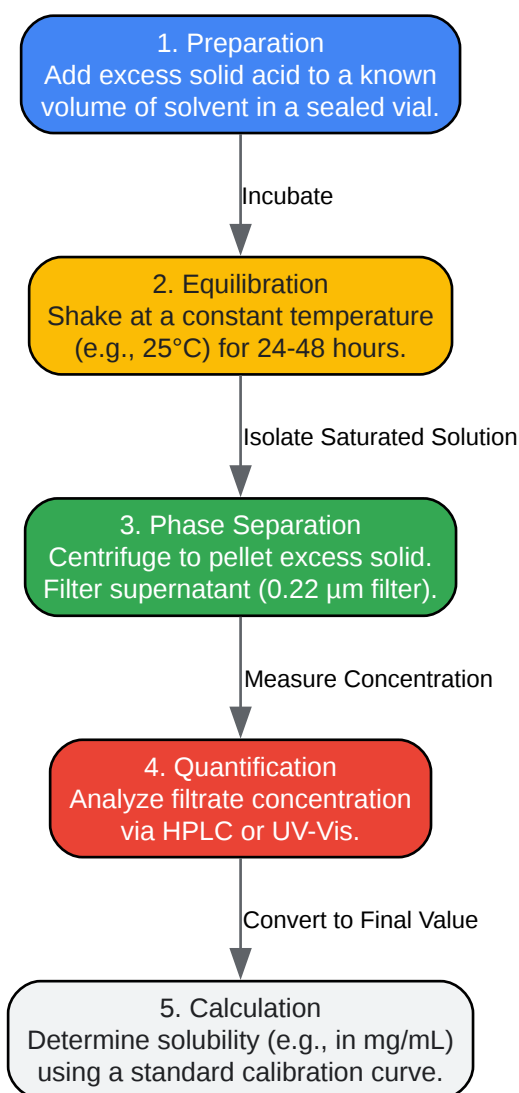 1. Preparation
Add excess solid acid to a known
volume of solvent in a sealed vial.
Incubate
2. Equilibration
Shake at a constant temperature
(e.g., 25°C) for 24-48 hours.
Isolate Saturated Solution
3. Phase Separation
Centrifuge to pellet excess solid.
Filter supernatant (0.22 µm filter).
Measure Concentration
4. Quantification
Analyze filtrate concentration
via HPLC or UV-Vis.
Convert to Final Value
5. Calculation
Determine solubility (e.g., in mg/mL)
using a standard calibration curve.